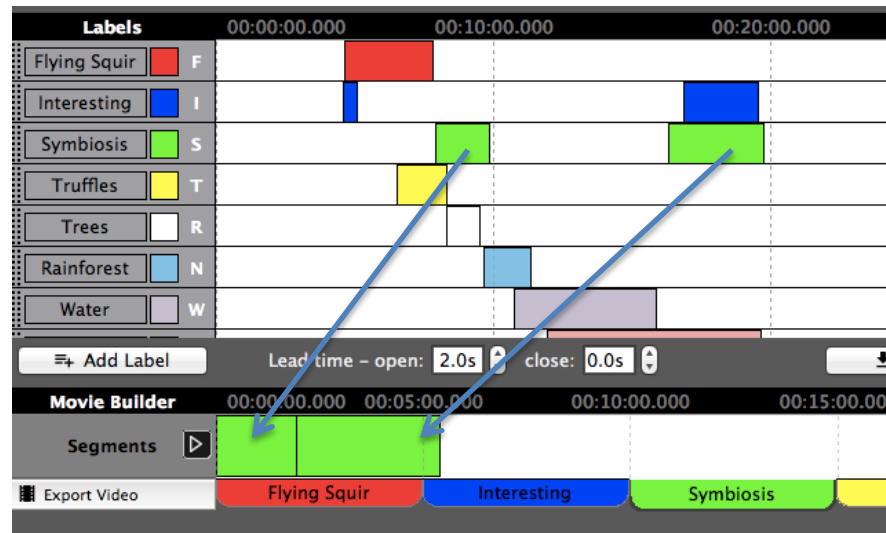 Labels 00:00:00.000 00:10:00.000 00:20:00.000
Flying Squir F
Interesting I
Symbiosis S
Truffles T
Trees R
Rainforest N
Water W
Add Label Lead time – open: 2.0s close: 0.0s
Movie Builder 00:00:00.000 00:05:00.000 00:10:00.000 00:15:00.00
Segments
Export Video Flying Squir Interesting Symbiosis